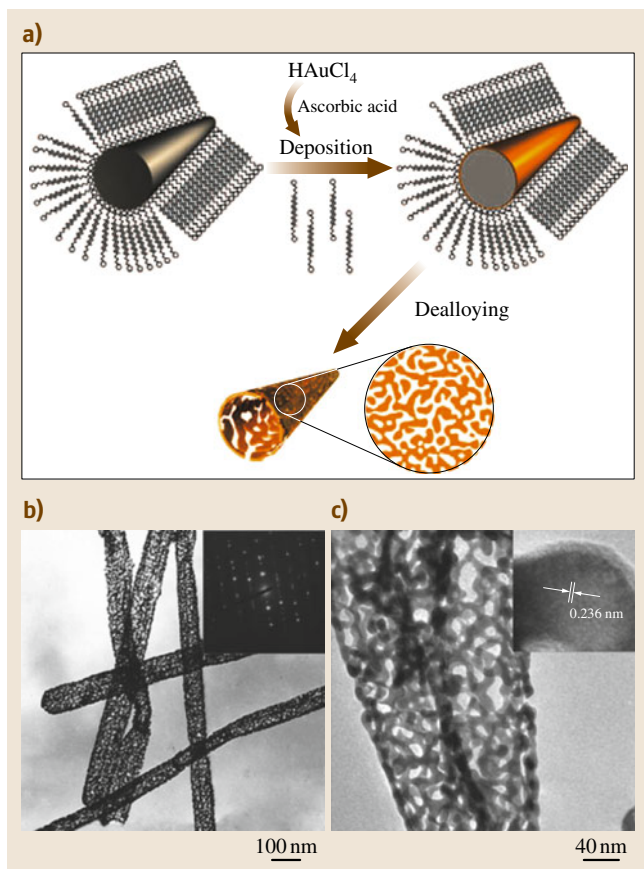 a)
HAuCl₄
Ascorbic acid
Deposition
Dealloying
b)
c)
0.236 nm
100 nm
40 nm